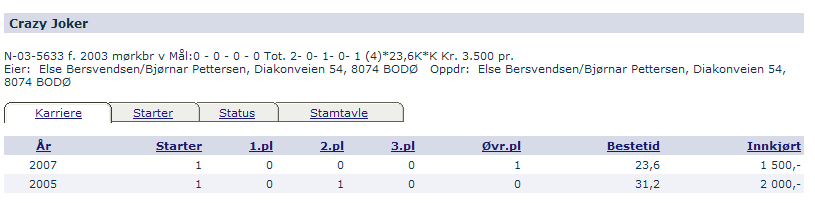 Crazy Joker
N-03-5633 f. 2003 mørkbr v Mål:0 - 0 - 0 - 0 Tot. 2- 0- 1- 0- 1 (4)*23,6K*K Kr. 3.500 pr.
Eier: Else Bersvendsen/Bjørnar Pettersen, Diakonveien 54, 8074 BODØ Oppdr: Else Bersvendsen/Bjørnar Pettersen, Diakonveien 54,
8074 BODØ
Karriere Starter Status Stamtavle
År Starter 1.pl 2.pl 3.pl Øvr.pl Bestetid Innkjørt
2007 1 0 0 0 1 23,6 1 500,-
2005 1 0 1 0 0 31,2 2 000,-